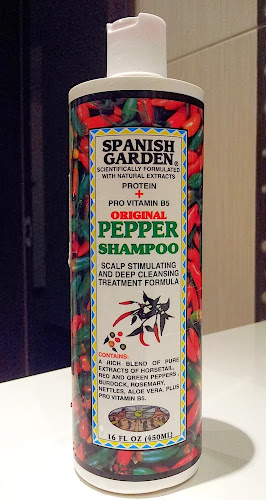 SPANISH
GARDEN®
SCIENTIFICALLY FORMULATED
WITH NATURAL EXTRACTS
PROTEIN
+
PRO VITAMIN B5
ORIGINAL
PEPPER
SHAMPOO
SCALP STIMULATING
AND DEEP CLEANSING
TREATMENT FORMULA
CONTAINS:
A RICH BLEND OF PURE
EXTRACTS OF HORSETAIL,
RED AND GREEN PEPPERS,
BURDOCK, ROSEMARY,
NETTLES, ALOE VERA, PLUS
PRO VITAMIN B5.
16 FL OZ (450ML)